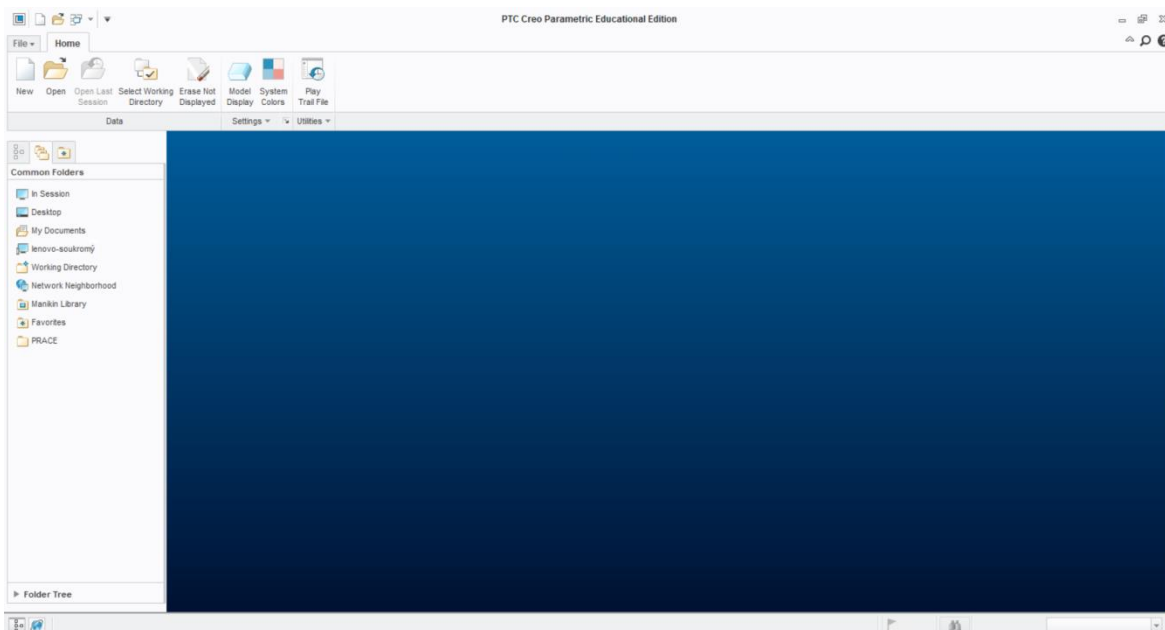 PTC Creo Parametric Educational Edition
File
Home
New
Open
Open Last
Session
Select Working
Directory
Erase Not
Displayed
Model
Display
System
Colors
Play
Trail File
Data
Settings
Utilities
Common Folders
In Session
Desktop
My Documents
lenovo-soukromý
Working Directory
Network Neighborhood
Manikin Library
Favorites
PRACE
Folder Tree